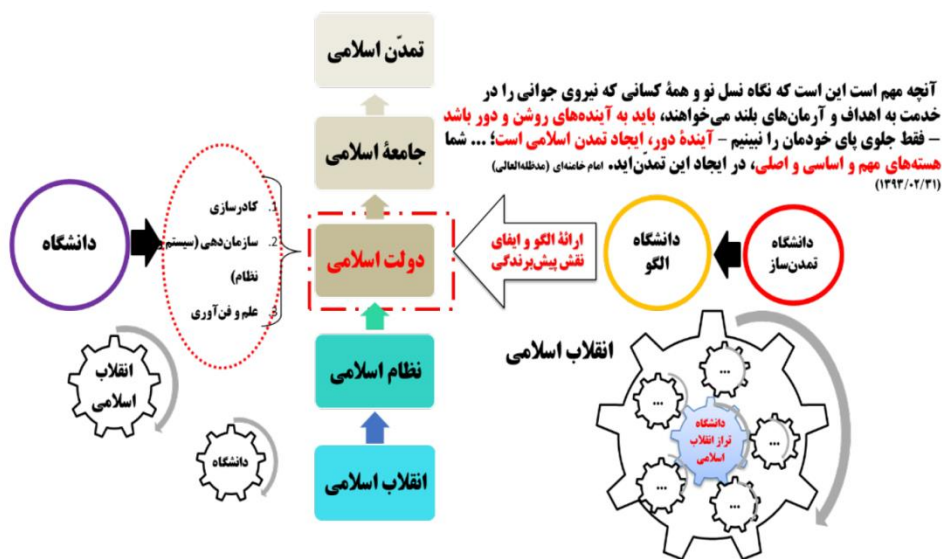 تمدّن اسلامی
آنچه مهم است این است که نگاه نسل نو و همهٔ کسانی که نیروی جوانی را در
خدمت به اهداف و آرمان‌های بلند می‌خواهند، باید به آینده‌های روشن و دور باشد
– فقط جلوی پای خودمان را نبینیم – آیندهٔ دور، ایجاد تمدن اسلامی است؛ ... شما
هسته‌های مهم و اساسی و اصلی، در ایجاد این تمدّن‌اید. امام خامنه‌ای (مدظله‌العالی)
(۱۳۹۳/۰۲/۳۱)
جامعهٔ اسلامی
دانشگاه
تمدن‌ساز
دانشگاه
الگو
ارائهٔ الگو و ایفای
نقش پیش‌برندگی
دولت اسلامی
1. کادرسازی
2. سازمان‌دهی (سیستم
نظام)
3. علم و فن‌آوری
دانشگاه
نظام اسلامی
انقلاب اسلامی
انقلاب اسلامی
...
...
...
...
...
دانشگاه
تراز انقلاب
اسلامی
انقلاب
اسلامی
دانشگاه